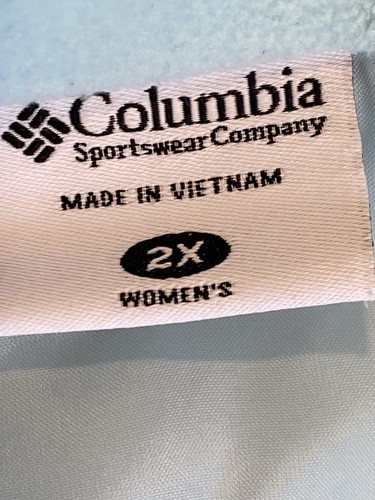 Columbia
Sportswear Company
MADE IN VIETNAM
2X
WOMEN'S